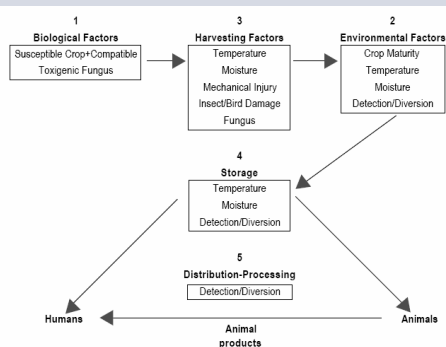 1
Biological Factors
Susceptible Crop+Compatible
Toxigenic Fungus
3
Harvesting Factors
Temperature
Moisture
Mechanical Injury
Insect/Bird Damage
Fungus
2
Environmental Factors
Crop Maturity
Temperature
Moisture
Detection/Diversion
4
Storage
Temperature
Moisture
Detection/Diversion
5
Distribution-Processing
Detection/Diversion
Humans
Animals
Animal
products